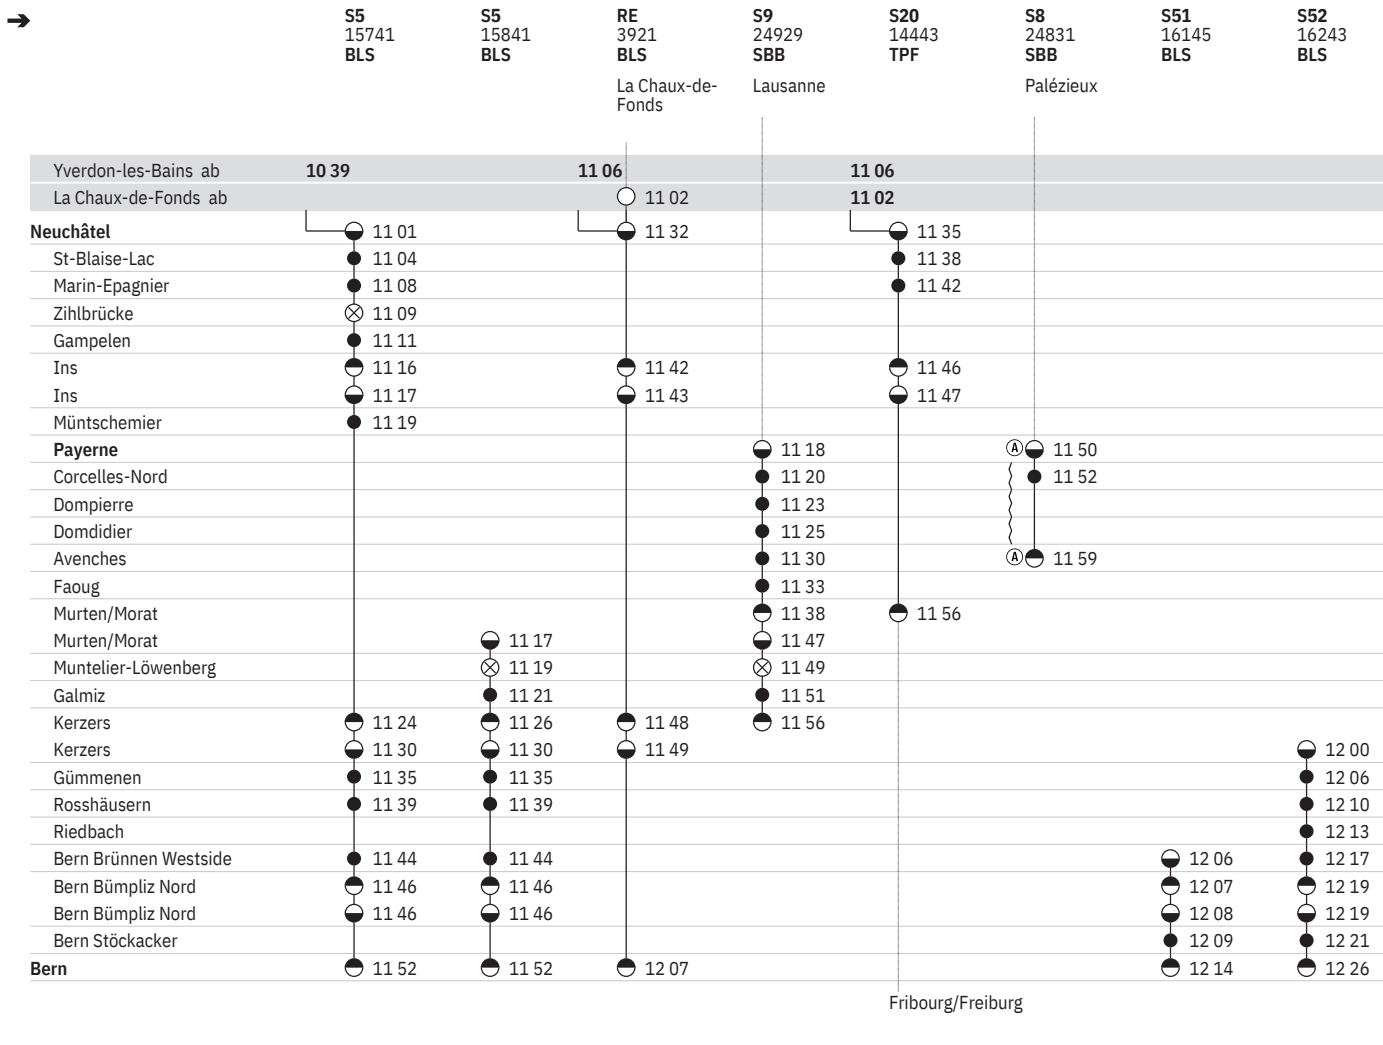 ➔ S5 S5 RE S9 S20 S8 S51 S52
15741 15841 3921 24929 14443 24831 16145 16243
BLS BLS BLS SBB TPF SBB BLS BLS
La Chaux-de- Lausanne Palézieux
Fonds
Yverdon-les-Bains ab 10 39 11 06 11 06
La Chaux-de-Fonds ab 11 02 11 02
Neuchâtel 11 01 11 32 11 35
St-Blaise-Lac 11 04 11 38
Marin-Epagnier 11 08 11 42
Zihlbrücke 11 09
Gampelen 11 11
Ins 11 16 11 42 11 46
Ins 11 17 11 43 11 47
Müntschemier 11 19
Payerne 11 18 A 11 50
Corcelles-Nord 11 20 11 52
Dompierre 11 23
Domdidier 11 25
Avenches 11 30 A 11 59
Faoug 11 33
Murten/Morat 11 38 11 56
Murten/Morat 11 17 11 47
Muntelier-Löwenberg 11 19 11 49
Galmiz 11 21 11 51
Kerzers 11 24 11 26 11 48 11 56
Kerzers 11 30 11 30 11 49 12 00
Gümmenen 11 35 11 35 12 06
Rosshäusern 11 39 11 39 12 10
Riedbach 12 13
Bern Brünnen Westside 11 44 11 44 12 06 12 17
Bern Bümpliz Nord 11 46 11 46 12 07 12 19
Bern Bümpliz Nord 11 46 11 46 12 08 12 19
Bern Stöckacker 12 09 12 21
Bern 11 52 11 52 12 07 12 14 12 26
Fribourg/Freiburg